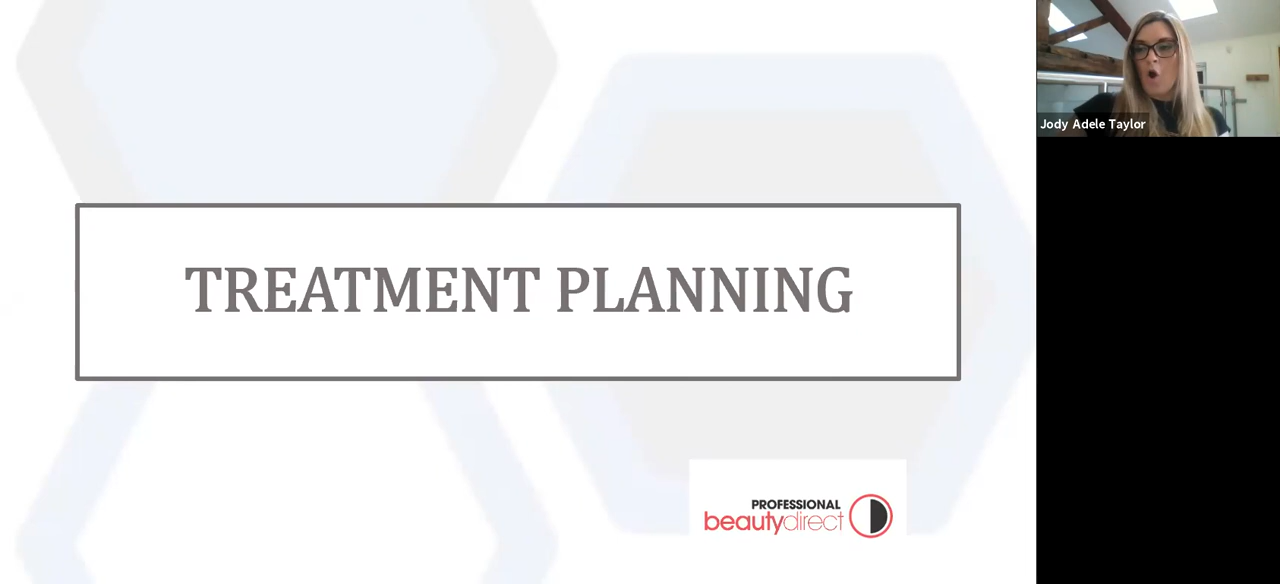 TREATMENT PLANNING
PROFESSIONAL
beautydirect
Jody Adele Taylor